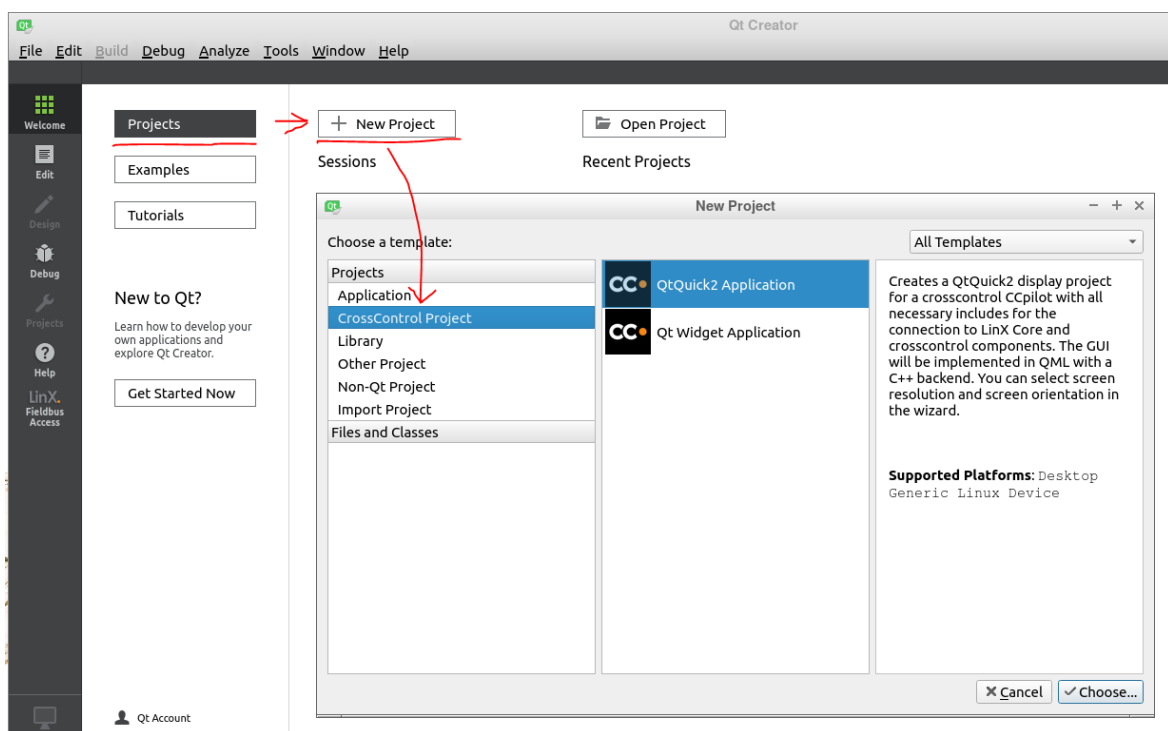 Qt Creator
File Edit Build Debug Analyze Tools Window Help
Welcome
Edit
Design
Debug
Projects
Help
LinX.
Fieldbus
Access
Projects
Examples
Tutorials
New to Qt?
Learn how to develop your
own applications and
explore Qt Creator.
Get Started Now
Qt Account
New Project
Open Project
Sessions
Recent Projects
New Project
Choose a template:
All Templates
Projects
Application
CrossControl Project
Library
Other Project
Non-Qt Project
Import Project
Files and Classes
CC QtQuick2 Application
CC Qt Widget Application
Creates a QtQuick2 display project
for a crosscontrol CCpilot with all
necessary includes for the
connection to LinX Core and
crosscontrol components. The GUI
will be implemented in QML with a
C++ backend. You can select screen
resolution and screen orientation in
the wizard.
Supported Platforms: Desktop
Generic Linux Device
Cancel
Choose...